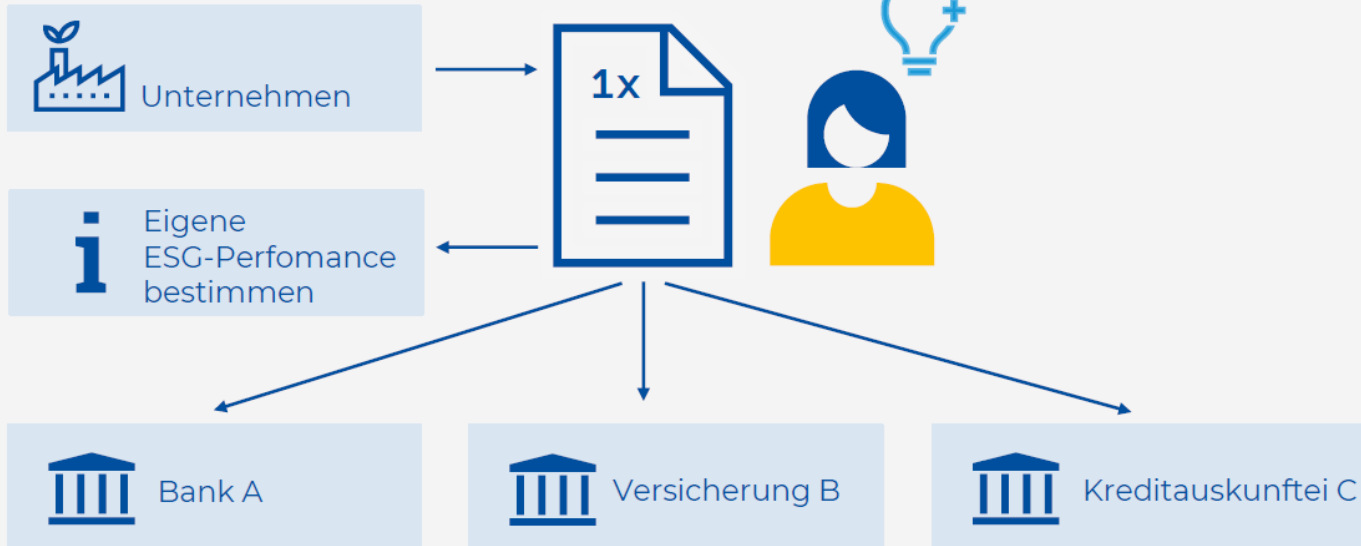 Unternehmen
1x
Eigene
ESG-Perfomance
bestimmen
Bank A
Versicherung B
Kreditauskunftei C